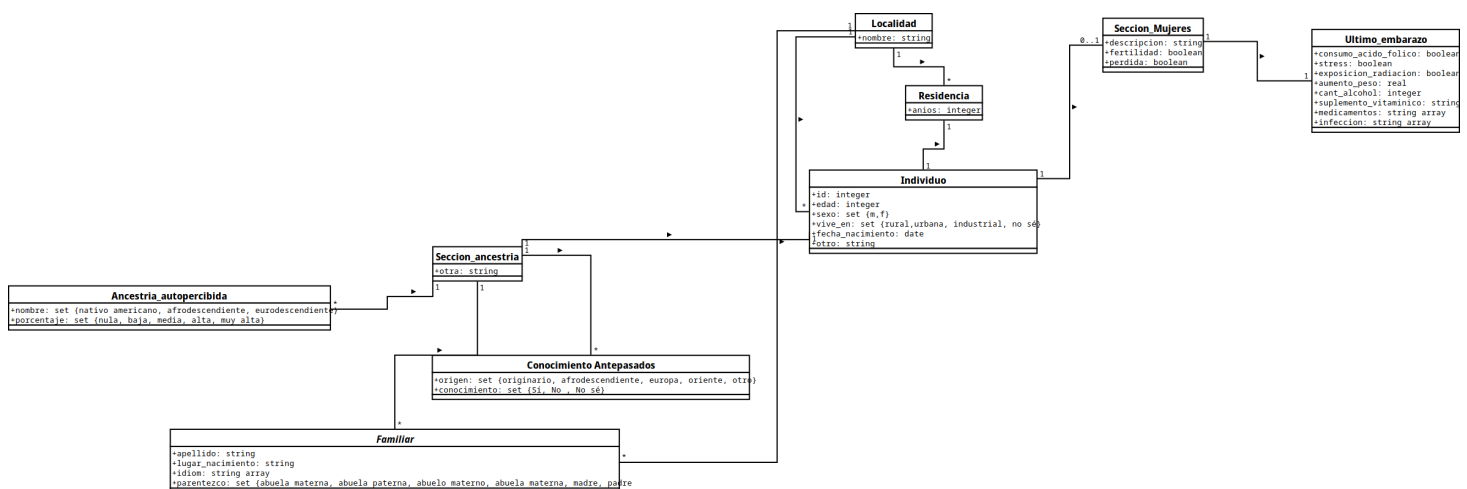 Localidad
+nombre: string
1
1
1
*
Residencia
+anios: integer
1
1
Seccion_Mujeres
+descripcion: string
+fertilidad: boolean
+perdida: boolean
0..1
1
Ultimo_embarazo
+consumo_acido_folico: boolean
+stress: boolean
+exposicion_radiacion: boolean
+aumento_peso: real
+cant_alcohol: integer
+suplemento_vitaminico: string
+medicamentos: string array
+infeccion: string array
1
Individuo
+id: integer
+edad: integer
+sexo: set {m,f}
+vive_en: set {rural,urbana, industrial, no sé}
+fecha_nacimiento: date
+otro: string
1
*
1
Seccion_ancestria
+otra: string
1
1
1
1
Ancestria_autopercibida
+nombre: set {nativo americano, afrodescendiente, eurodescendiente}
+porcentaje: set {nula, baja, media, alta, muy alta}
*
Conocimiento Antepasados
+origen: set {originario, afrodescendiente, europa, oriente, otro}
+conocimiento: set {Sí, No , No sé}
*
Familiar
+apellido: string
+lugar_nacimiento: string
+idiom: string array
+parentezco: set {abuela materna, abuela paterna, abuelo materno, abuela materna, madre, padre
*
*